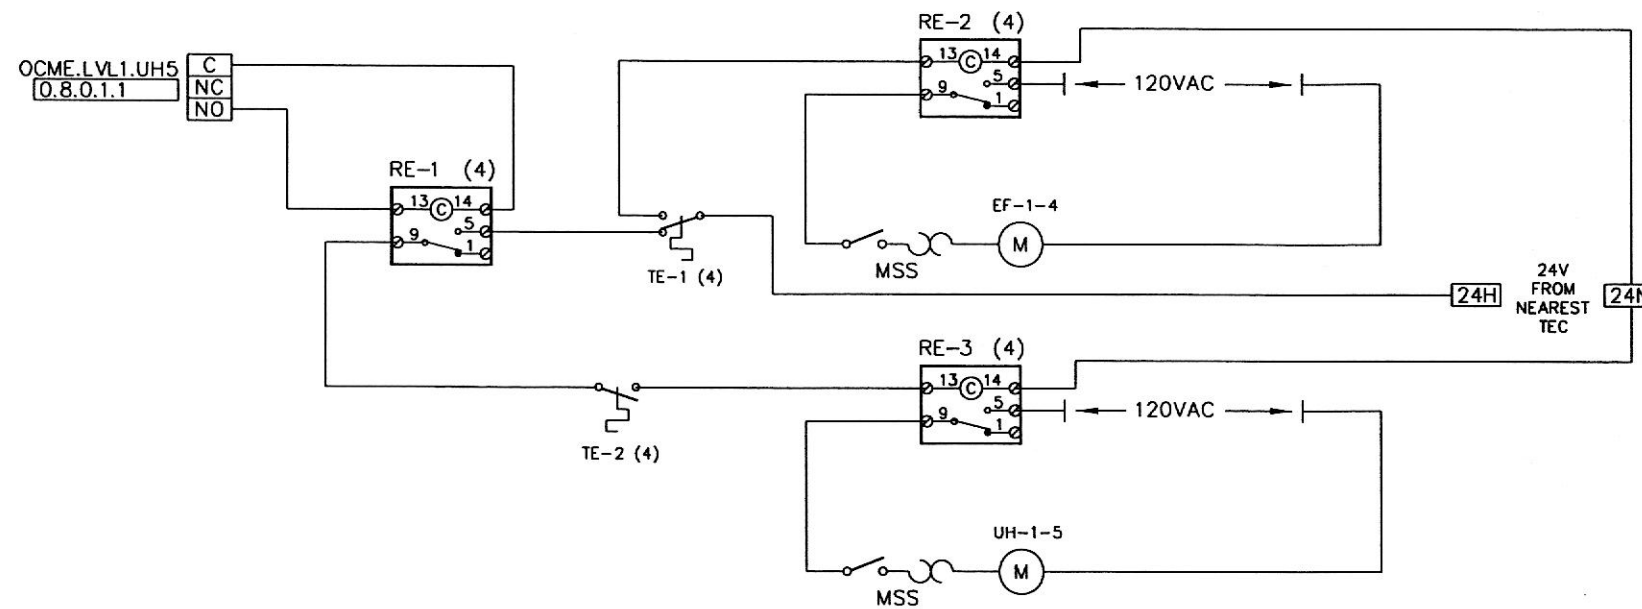 OCME.LVL1.UH5
0.8.0.1.1
C
NC
NO
RE-1 (4)
13 C 14
5
9
1
TE-1 (4)
TE-2 (4)
RE-2 (4)
13 C 14
5
9
1
120VAC
EF-1-4
M
MSS
24H
24V
FROM
NEAREST
TEC
24N
RE-3 (4)
13 C 14
5
9
1
120VAC
UH-1-5
M
MSS